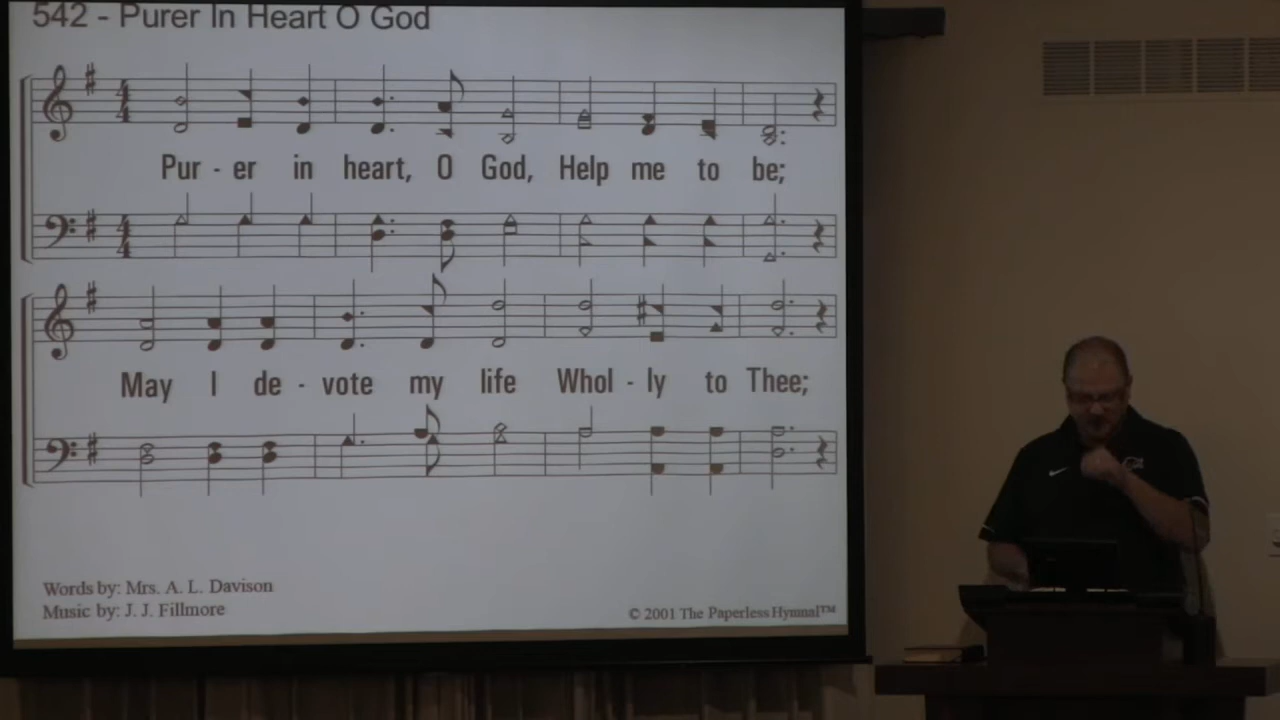 542 - Purer In Heart O God
Pur - er in heart, O God, Help me to be;
May I de - vote my life Whol - ly to Thee;
Words by: Mrs. A. L. Davison
Music by: J. J. Fillmore
© 2001 The Paperless Hymnal™